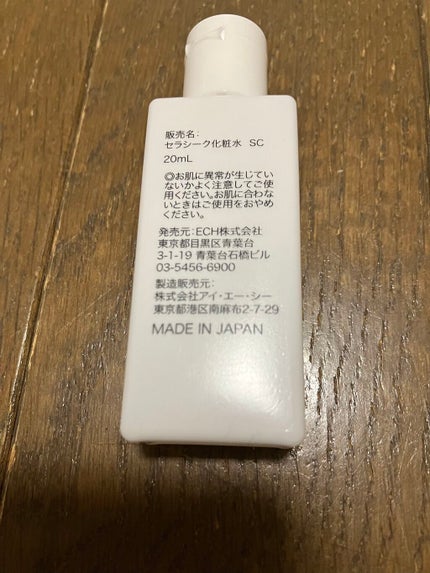 販売名:
セラシーク化粧水 SC
20mL
◎お肌に異常が生じてい
ないかよく注意してご使
用ください。お肌に合わな
いときはご使用をおやめ
ください。
発売元:ECH株式会社
東京都目黒区青葉台
3-1-19 青葉台石橋ビル
03-5456-6900
製造販売元:
株式会社アイ・エー・シー
東京都港区南麻布2-7-29
MADE IN JAPAN